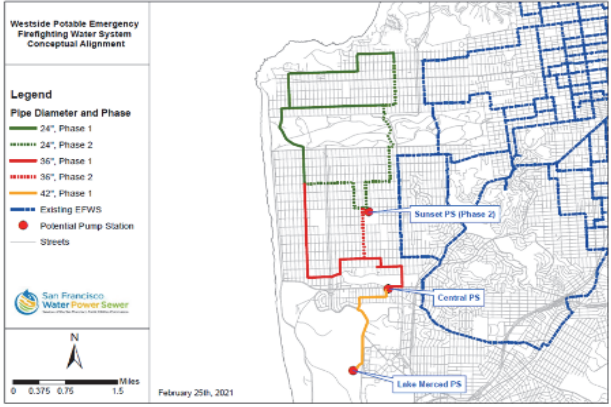 Westside Potable Emergency
Firefighting Water System
Conceptual Alignment
Legend
Pipe Diameter and Phase
24", Phase 1
24", Phase 2
36", Phase 1
36", Phase 2
42", Phase 1
Existing EFWS
Potential Pump Station
Streets
San Francisco
Water Power Sewer
N
Miles
0 0.375 0.75 1.5
February 25th, 2021
Sunset PS (Phase 2)
Central PS
Lake Merced PS